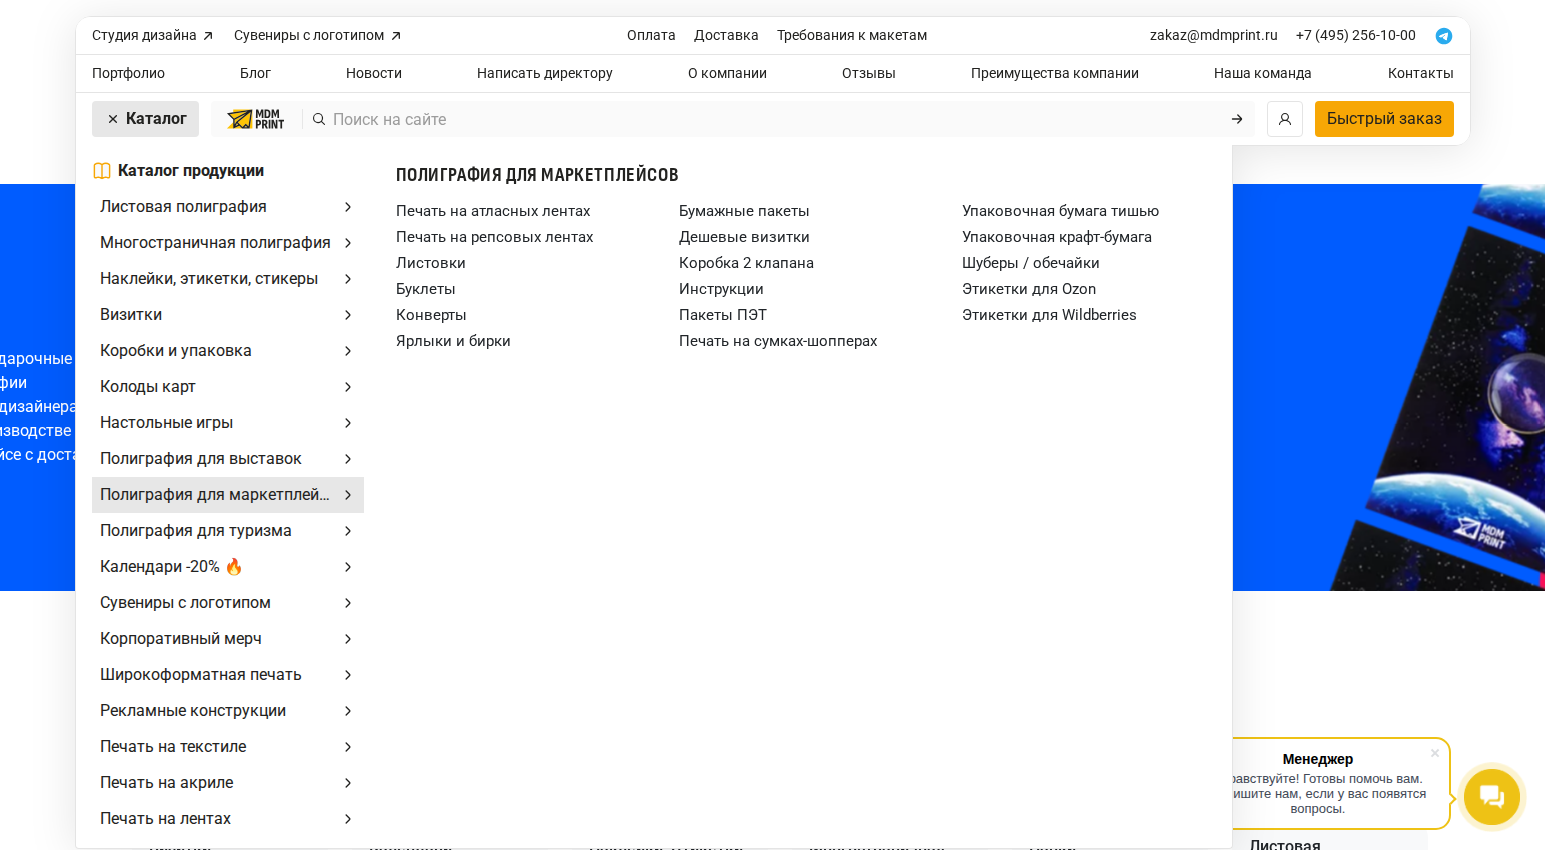 Студия дизайна
Сувениры с логотипом
Оплата
Доставка
Требования к макетам
zakaz@mdmprint.ru
+7 (495) 256-10-00
Портфолио
Блог
Новости
Написать директору
О компании
Отзывы
Преимущества компании
Наша команда
Контакты
Каталог
MDM
PRINT
Поиск на сайте
Быстрый заказ
Каталог продукции
Листовая полиграфия
Многостраничная полиграфия
Наклейки, этикетки, стикеры
Визитки
Коробки и упаковка
Колоды карт
Настольные игры
Полиграфия для выставок
Полиграфия для маркетплей...
Полиграфия для туризма
Календари -20% 🔥
Сувениры с логотипом
Корпоративный мерч
Широкоформатная печать
Рекламные конструкции
Печать на текстиле
Печать на акриле
Печать на лентах
ПОЛИГРАФИЯ ДЛЯ МАРКЕТПЛЕЙСОВ
Печать на атласных лентах
Печать на репсовых лентах
Листовки
Буклеты
Конверты
Ярлыки и бирки
Бумажные пакеты
Дешевые визитки
Коробка 2 клапана
Инструкции
Пакеты ПЭТ
Печать на сумках-шопперах
Упаковочная бумага тишью
Упаковочная крафт-бумага
Шуберы / обечайки
Этикетки для Ozon
Этикетки для Wildberries
дарочные
фии
дизайнера
изводстве
йсе с доста
MDM
PRINT
Менеджер
равствуйте! Готовы помочь вам.
ишите нам, если у вас появятся
вопросы.
Листовая